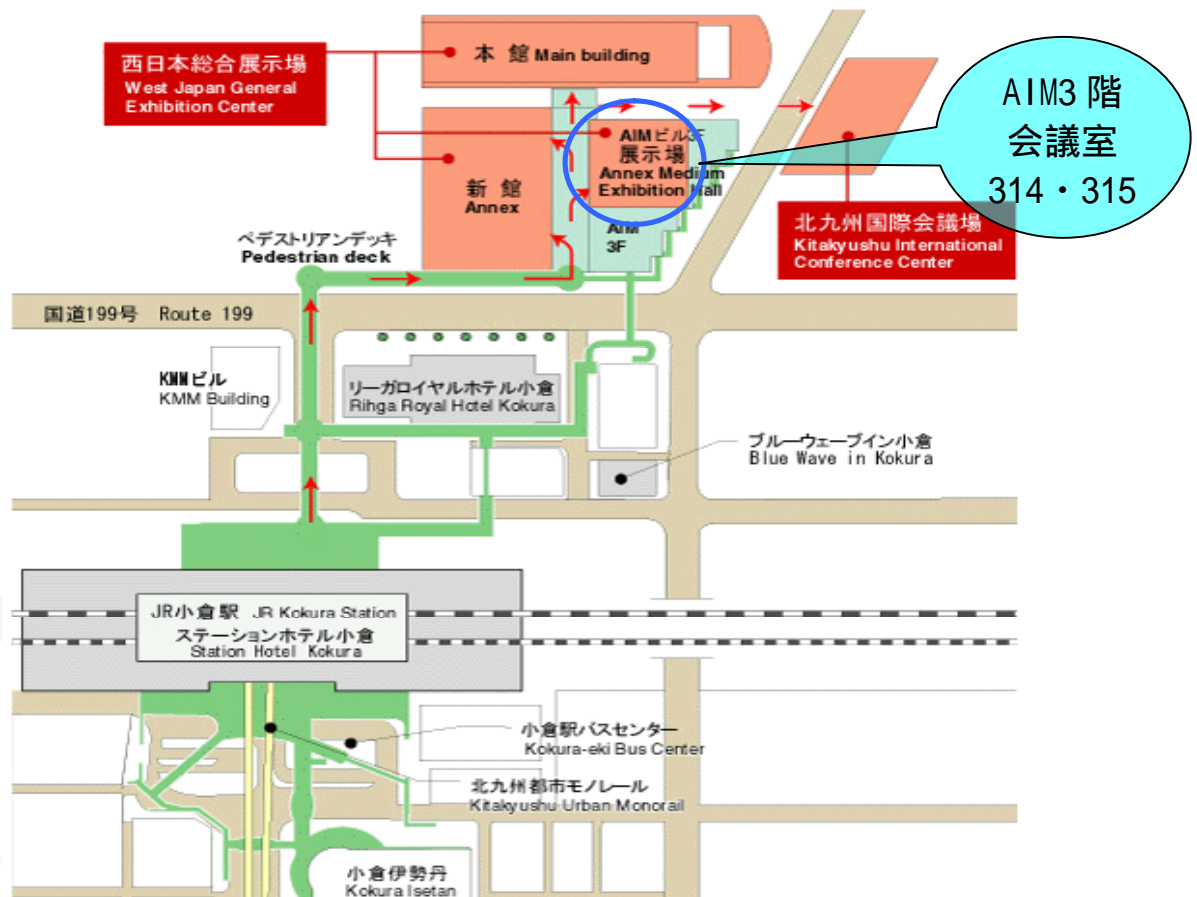 本 館 Main building
西日本総合展示場
West Japan General
Exhibition Center
AIM3 階
会議室
314・315
AIMビル3F
展示場
Annex Medium
Exhibition Hall
新 館
Annex
北九州国際会議場
Kitakyushu International
Conference Center
AIM
3F
ペデストリアンデッキ
Pedestrian deck
国道199号 Route 199
KMMビル
KMM Building
リーガロイヤルホテル小倉
Rihga Royal Hotel Kokura
ブルーウェーブイン小倉
Blue Wave in Kokura
JR小倉駅 JR Kokura Station
ステーションホテル小倉
Station Hotel Kokura
小倉駅バスセンター
Kokura-eki Bus Center
北九州都市モノレール
Kitakyushu Urban Monorail
小倉伊勢丹
Kokura Isetan